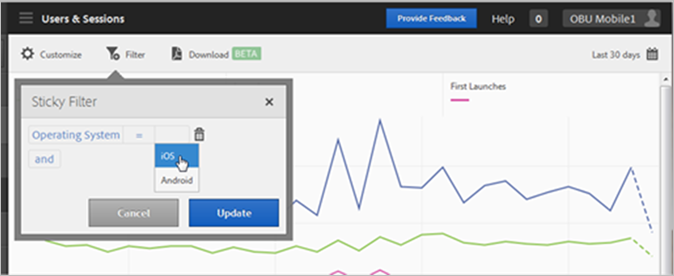 Users & Sessions
Provide Feedback
Help
0
OBU Mobile1
Customize
Filter
Download BETA
Last 30 days
First Launches
Sticky Filter
×
Operating System =
and
iOS
Android
Cancel
Update